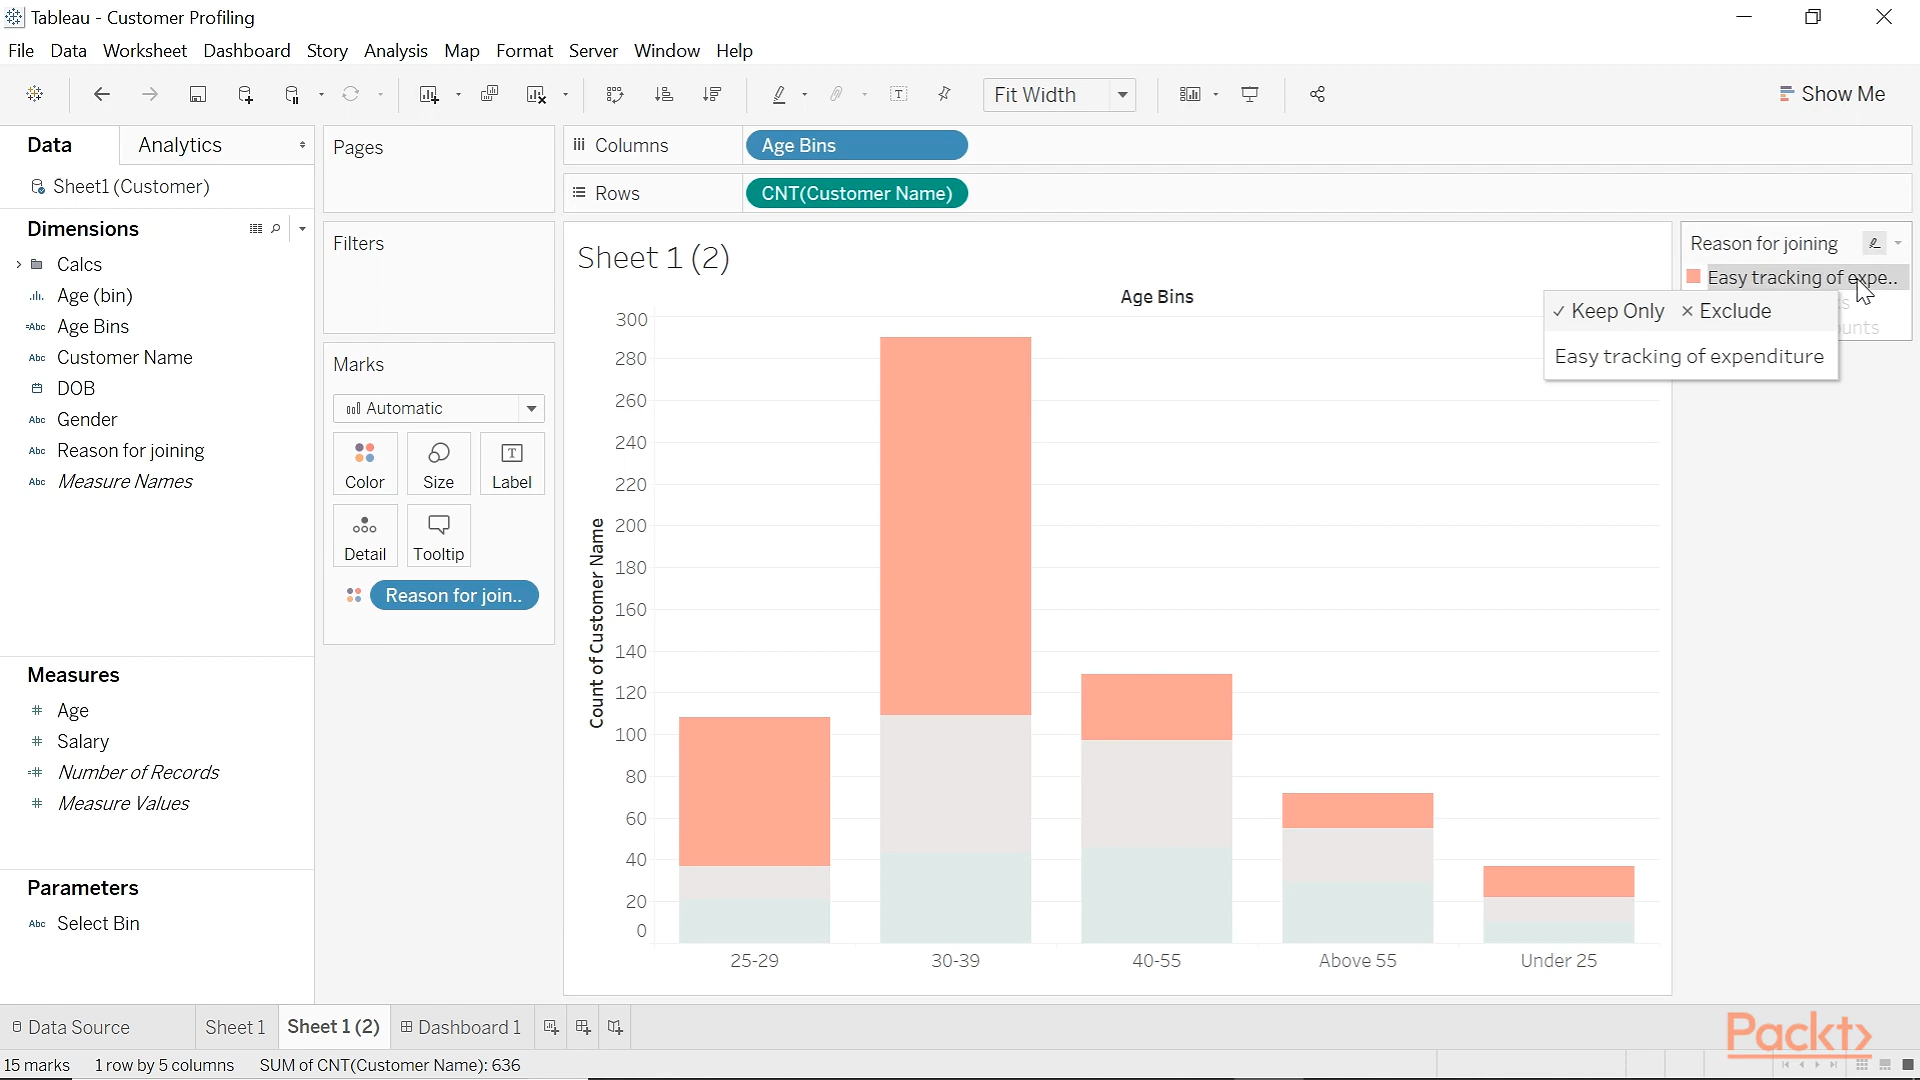 Tableau - Customer Profiling
File Data Worksheet Dashboard Story Analysis Map Format Server Window Help
Fit Width
Show Me
Data Analytics
Sheet1 (Customer)
Dimensions
Calcs
Age (bin)
Age Bins
Customer Name
DOB
Gender
Reason for joining
Measure Names
Measures
Age
Salary
Number of Records
Measure Values
Parameters
Select Bin
Pages
Filters
Marks
Automatic
Color Size Label
Detail Tooltip
Reason for join..
Columns Age Bins
Rows CNT(Customer Name)
Sheet 1 (2)
Age Bins
Count of Customer Name
300
280
260
240
220
200
180
160
140
120
100
80
60
40
20
0
25-29 30-39 40-55 Above 55 Under 25
Reason for joining
Easy tracking of expe..
Keep Only Exclude
Easy tracking of expenditure
Data Source Sheet 1 Sheet 1 (2) Dashboard 1
15 marks 1 row by 5 columns SUM of CNT(Customer Name): 636
Packt>